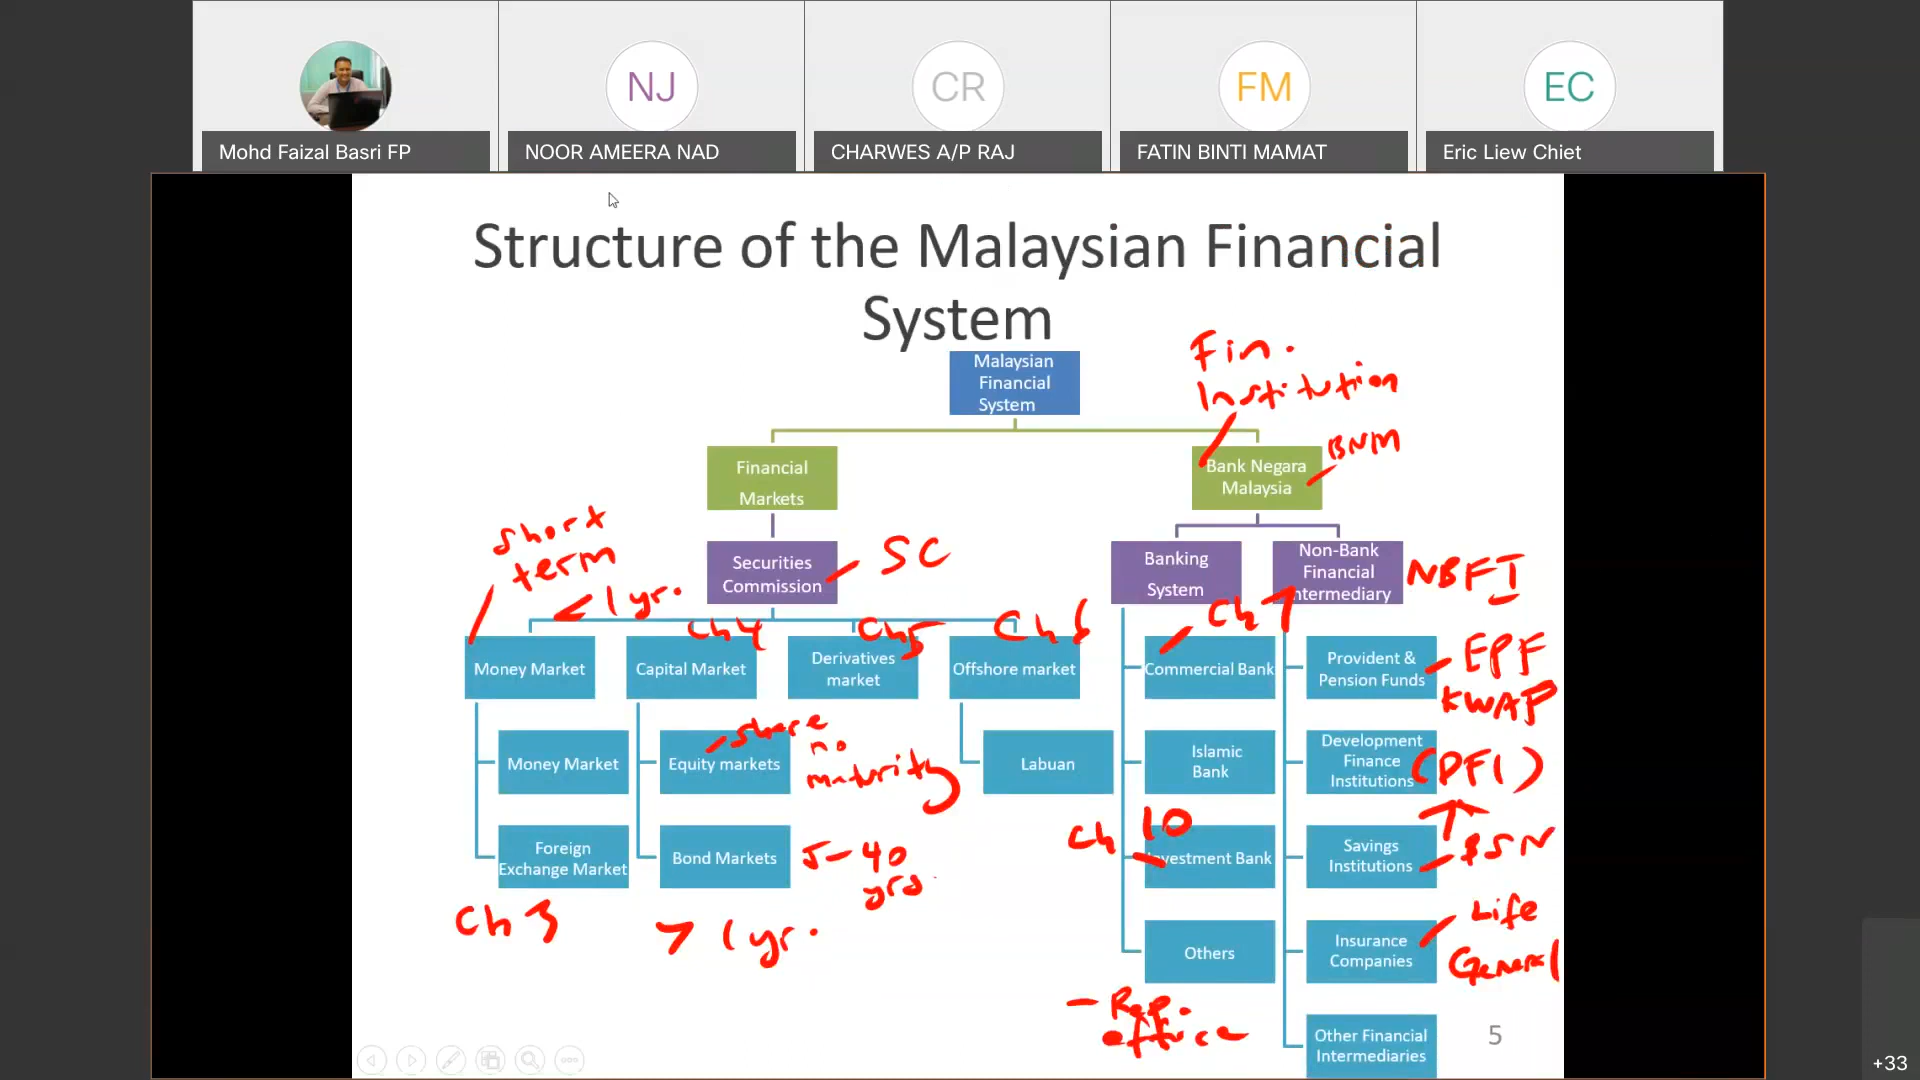 NJ
CR
FM
EC
Mohd Faizal Basri FP
NOOR AMEERA NAD
CHARWES A/P RAJ
FATIN BINTI MAMAT
Eric Liew Chiet
Structure of the Malaysian Financial
System
Fin.
Institution
Malaysian
Financial
System
BNM
Financial
Markets
Bank Negara
Malaysia
short
term
< 1 yr.
Securities
Commission
SC
Banking
System
Non-Bank
Financial
Intermediary
NBFI
Ch 4
Ch 5
Ch 6
Ch 7
Money Market
Capital Market
Derivatives
market
Offshore market
Commercial Bank
Provident &
Pension Funds
EPF
KWAP
share
no
maturity
Money Market
Equity markets
Labuan
Islamic
Bank
Development
Finance
Institutions
(DFI)
Ch 10
Foreign
Exchange Market
Bond Markets
5-40
yrs
Investment Bank
Savings
Institutions
BSN
Ch 3
> 1 yr.
Others
Insurance
Companies
Life
General
- Rep.
office
Other Financial
Intermediaries
5
+33